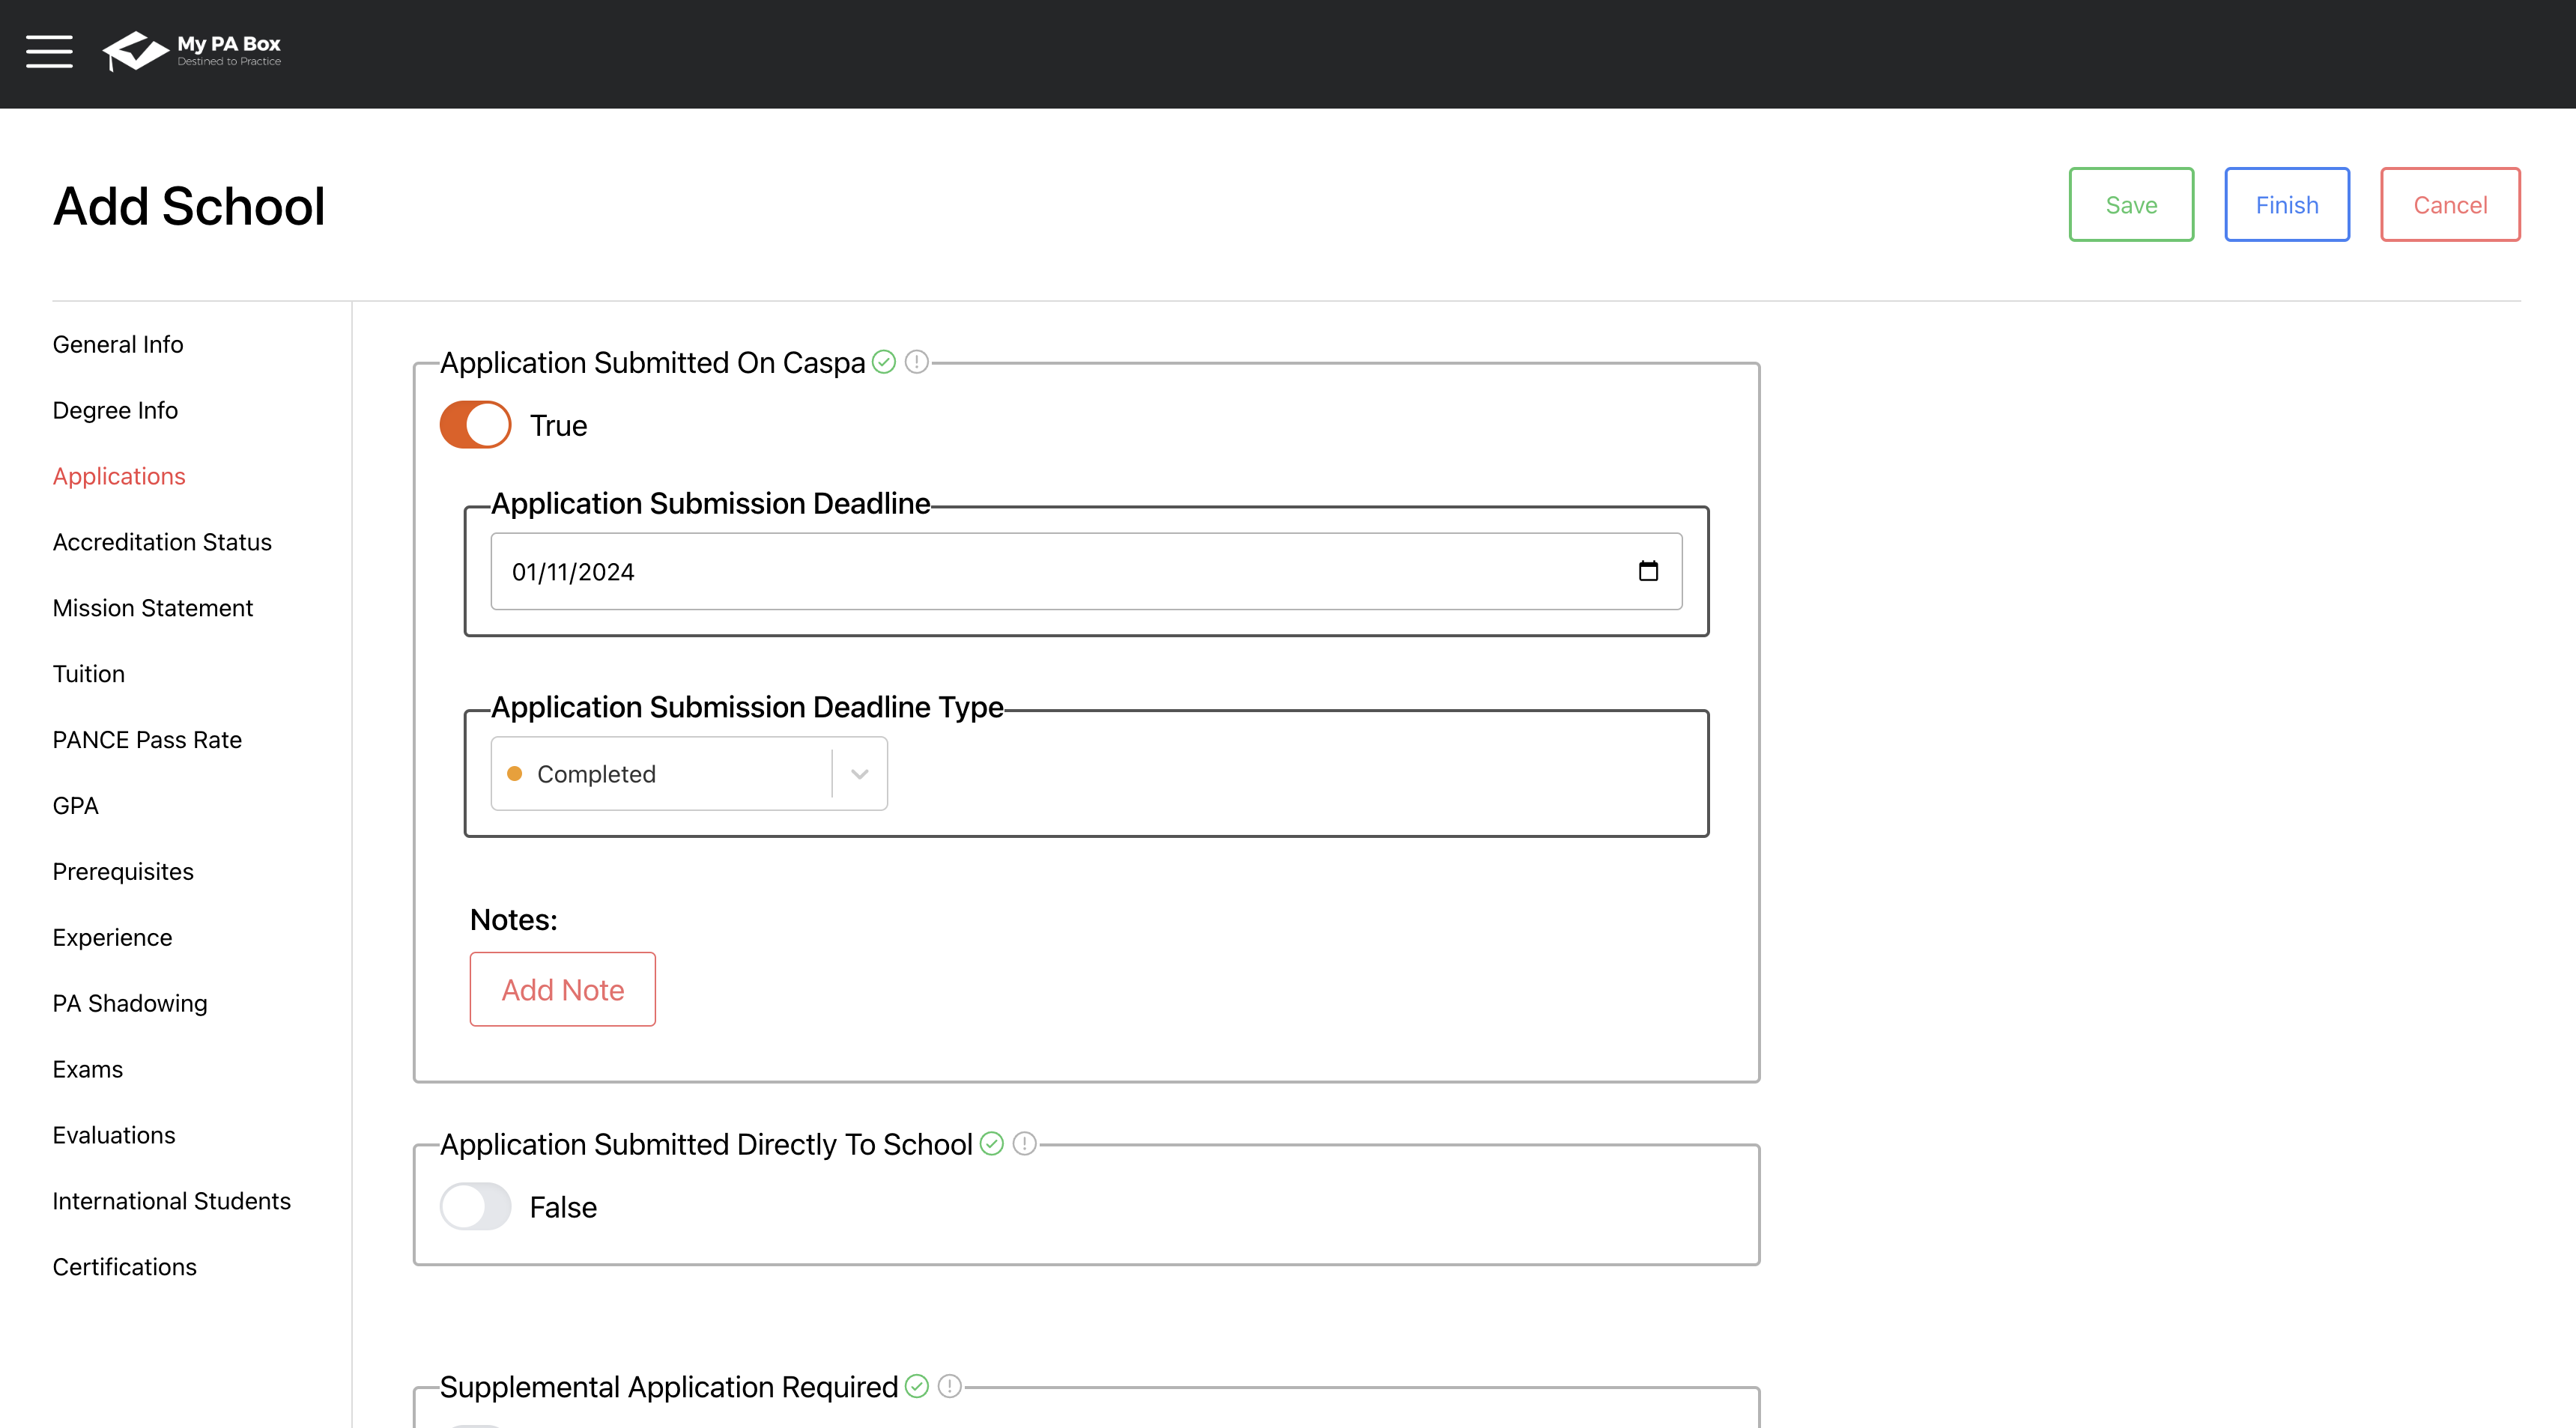 My PA Box
Destined to Practice
Add School
Save
Finish
Cancel
General Info
Degree Info
Applications
Accreditation Status
Mission Statement
Tuition
PANCE Pass Rate
GPA
Prerequisites
Experience
PA Shadowing
Exams
Evaluations
International Students
Certifications
Application Submitted On Caspa
True
Application Submission Deadline
01/11/2024
Application Submission Deadline Type
Completed
Notes:
Add Note
Application Submitted Directly To School
False
Supplemental Application Required